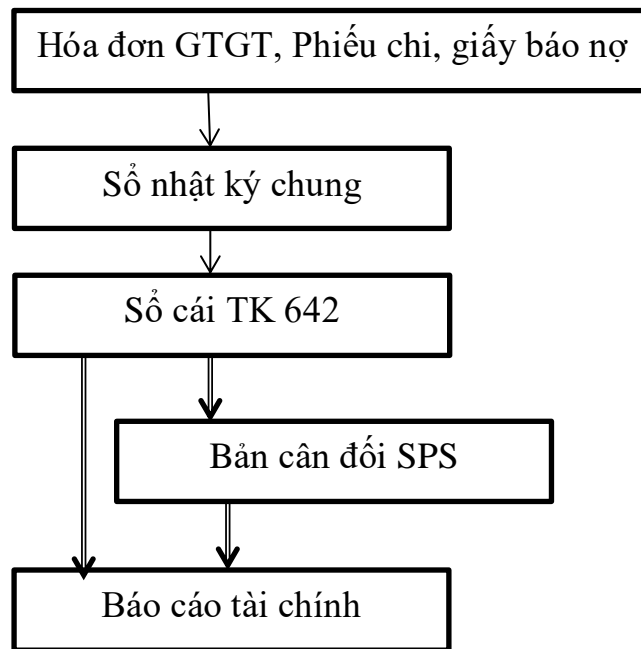 Hóa đơn GTGT, Phiếu chi, giấy báo nợ
Sổ nhật ký chung
Sổ cái TK 642
Bản cân đối SPS
Báo cáo tài chính